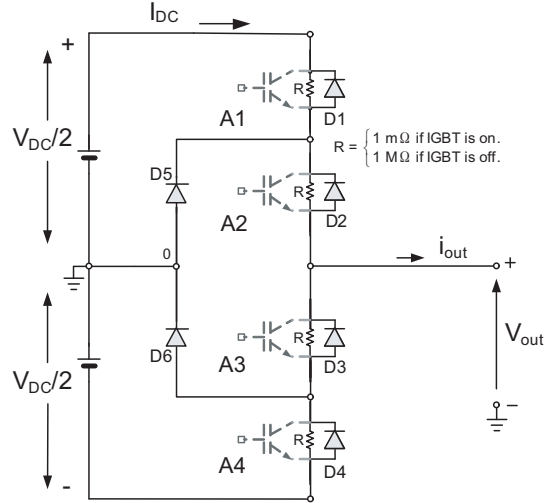 I_DC
+
R
A1
D1
R = { 1 mΩ if IGBT is on.
1 MΩ if IGBT is off.
V_DC/2
D5
R
A2
D2
0
i_out
+
V_out
V_DC/2
D6
R
A3
D3
–
R
A4
D4
-